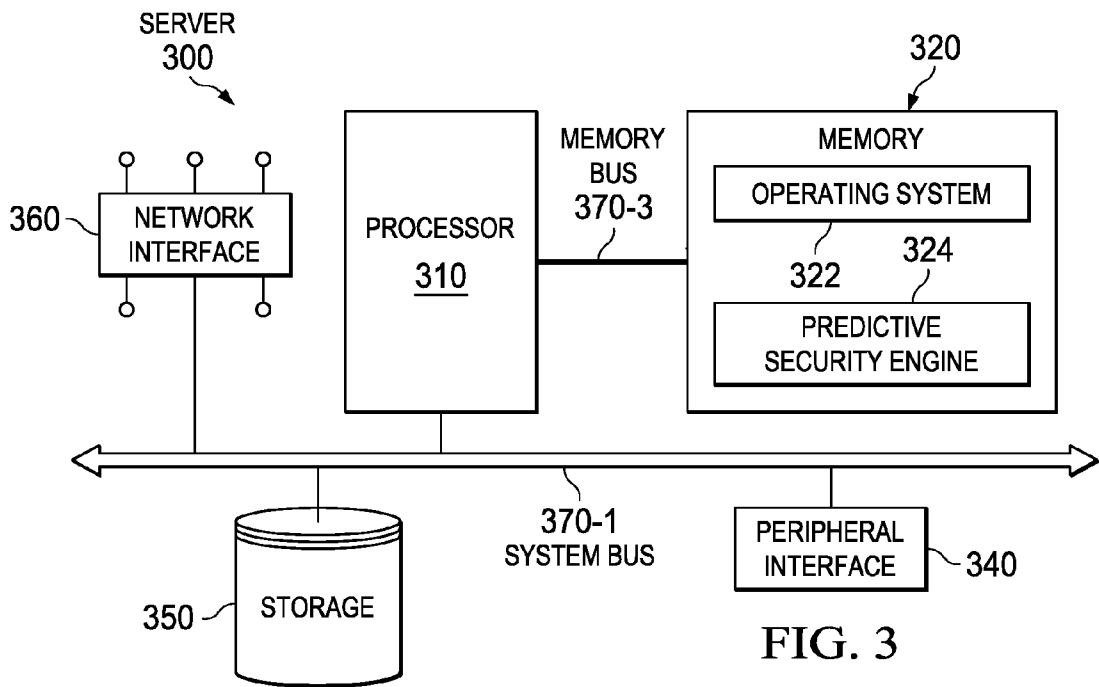 SERVER
300
320
360
NETWORK
INTERFACE
PROCESSOR
310
MEMORY
BUS
370-3
MEMORY
OPERATING SYSTEM
322
324
PREDICTIVE
SECURITY ENGINE
370-1
SYSTEM BUS
350
STORAGE
PERIPHERAL
INTERFACE
340
FIG. 3